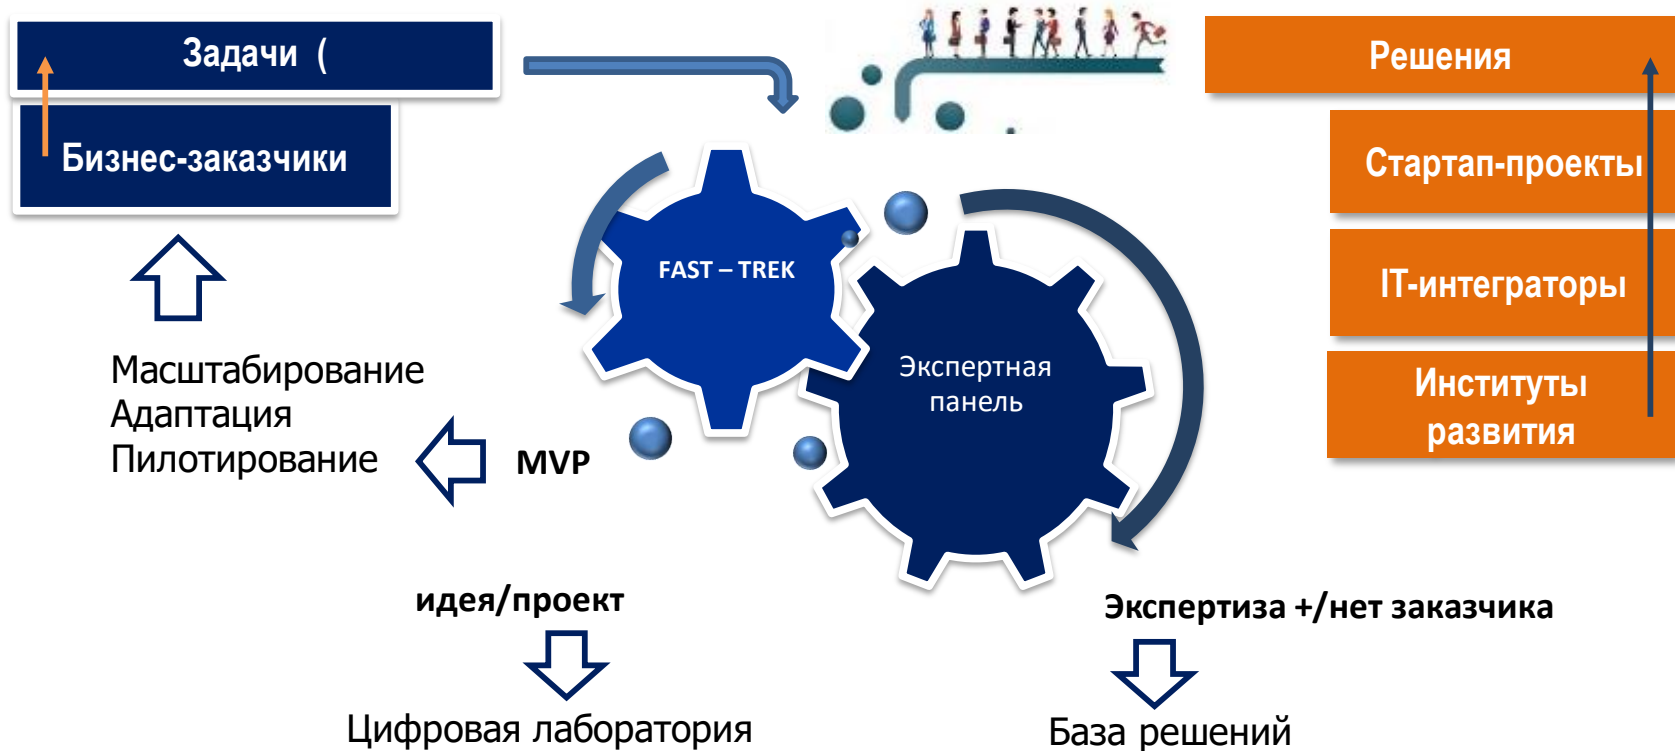 Задачи (
Бизнес-заказчики
Решения
Стартап-проекты
IT-интеграторы
Институты
развития
FAST – TREK
Экспертная
панель
Масштабирование
Адаптация
Пилотирование
MVP
идея/проект
Экспертиза +/нет заказчика
Цифровая лаборатория
База решений